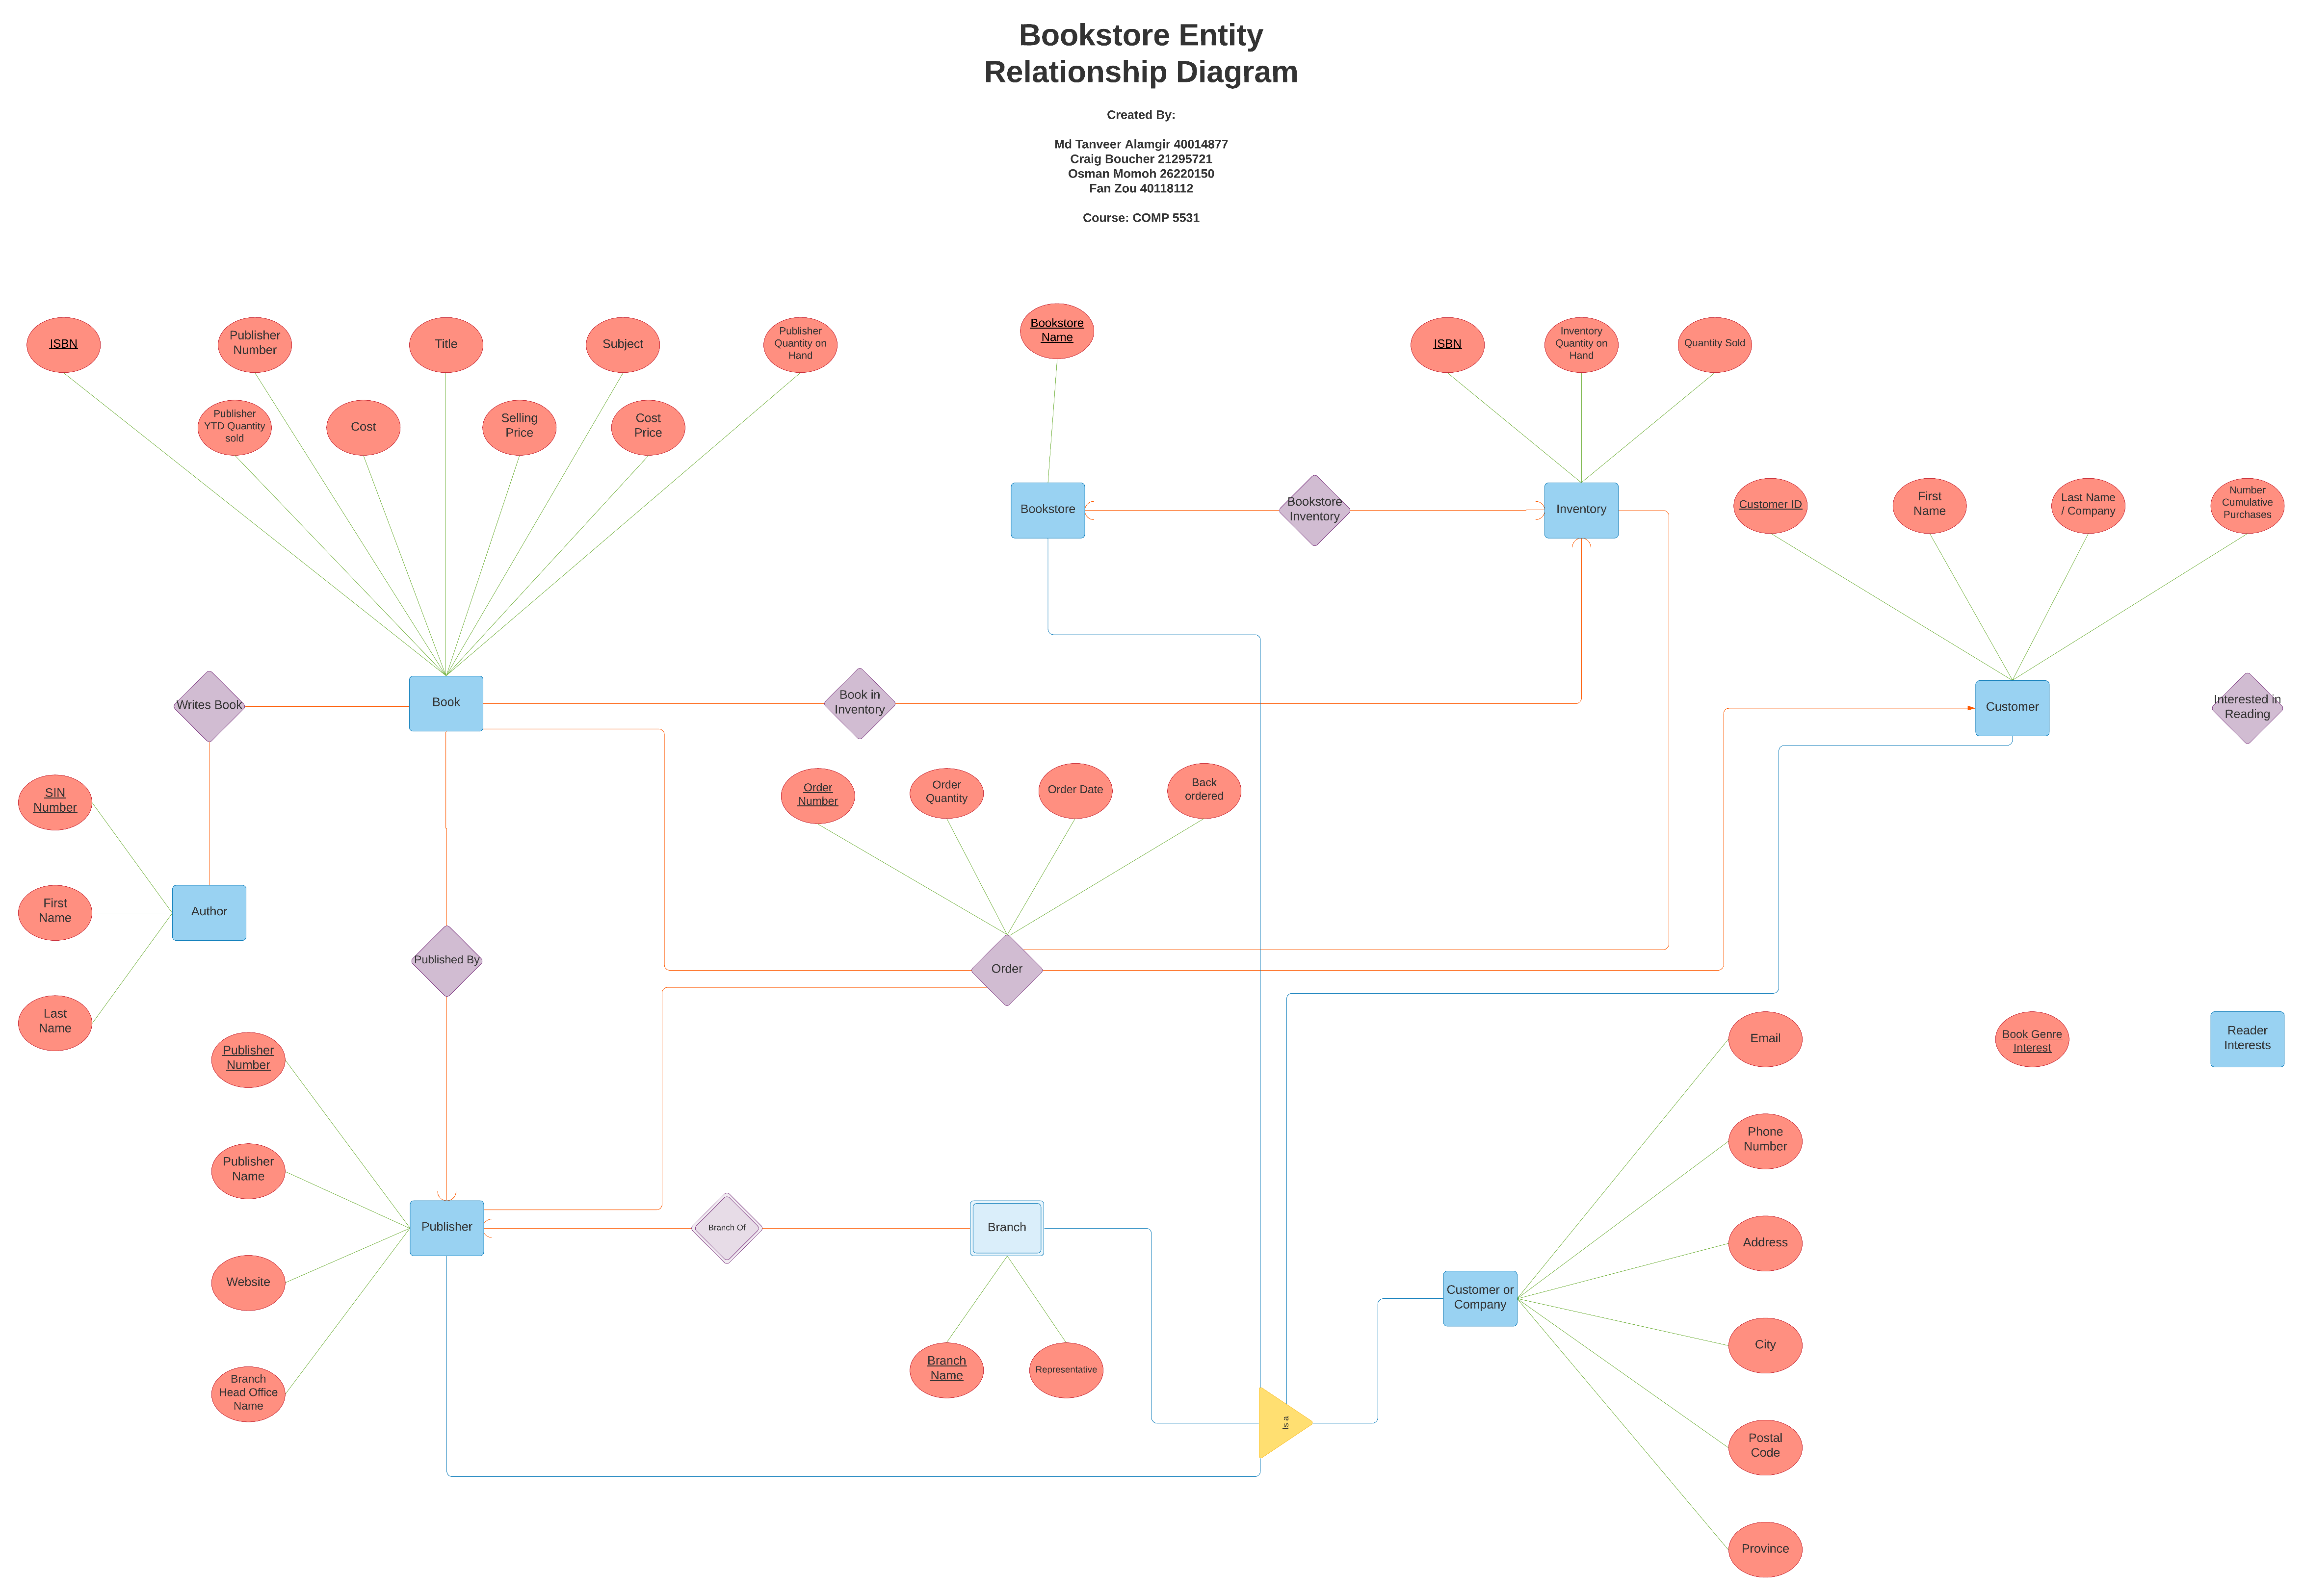 Bookstore Entity
Relationship Diagram
Created By:
Md Tanveer Alamgir 40014877
Craig Boucher 21295721
Osman Momoh 26220150
Fan Zou 40118112
Course: COMP 5531
ISBN
Publisher
Number
Title
Subject
Publisher
Quantity on
Hand
Publisher
YTD Quantity
sold
Cost
Selling
Price
Cost
Price
Bookstore
Name
ISBN
Inventory
Quantity on
Hand
Quantity Sold
Bookstore
Bookstore
Inventory
Inventory
Customer ID
First
Name
Last Name
/ Company
Number
Cumulative
Purchases
Writes Book
Book
Book in
Inventory
Customer
Interested in
Reading
SIN
Number
First
Name
Last
Name
Author
Order
Number
Order
Quantity
Order Date
Back
ordered
Published By
Order
Publisher
Number
Publisher
Name
Website
Branch
Head Office
Name
Publisher
Branch Of
Branch
Branch
Name
Representative
Is a
Customer or
Company
Email
Phone
Number
Address
City
Postal
Code
Province
Book Genre
Interest
Reader
Interests